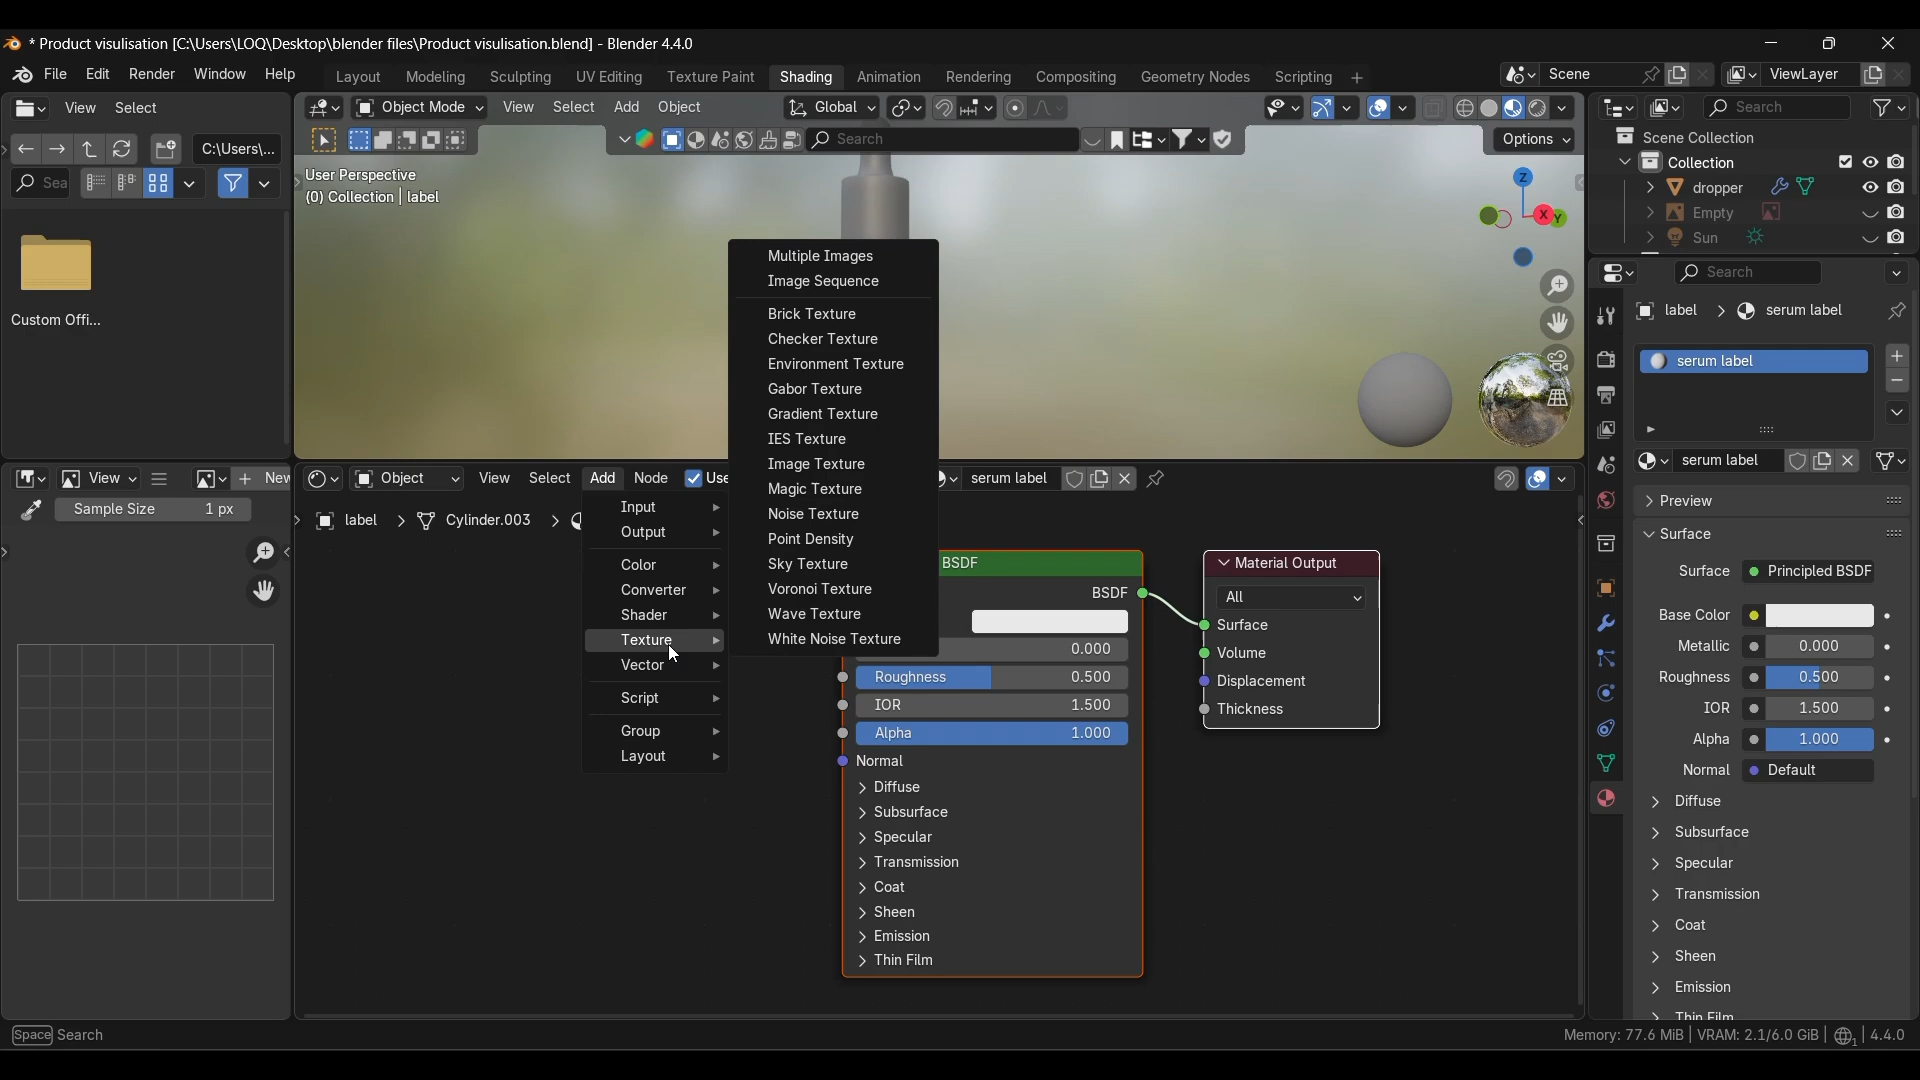 * Product visulisation [C:\Users\LOQ\Desktop\blender files\Product visulisation.blend] - Blender 4.4.0
File Edit Render Window Help Layout Modeling Sculpting UV Editing Texture Paint Shading Animation Rendering Compositing Geometry Nodes Scripting + Scene ViewLayer
View Select
Object Mode View Select Add Object Global
Search
C:\Users\...
Search
Options
Sea
Custom Offi...
User Perspective
(0) Collection | label
Z
X
Y
Scene Collection
Collection
dropper
Empty
Sun
Search
label > serum label
serum label
serum label
Preview
Surface
Surface Principled BSDF
Base Color
Metallic 0.000
Roughness 0.500
IOR 1.500
Alpha 1.000
Normal Default
Diffuse
Subsurface
Specular
Transmission
Coat
Sheen
Emission
Thin Film
View + New
Sample Size 1 px
Object View Select Add Node Use
serum label
label > Cylinder.003 >
Input
Output
Color
Converter
Shader
Texture
Vector
Script
Group
Layout
Multiple Images
Image Sequence
Brick Texture
Checker Texture
Environment Texture
Gabor Texture
Gradient Texture
IES Texture
Image Texture
Magic Texture
Noise Texture
Point Density
Sky Texture
Voronoi Texture
Wave Texture
White Noise Texture
BSDF
BSDF
0.000
Roughness 0.500
IOR 1.500
Alpha 1.000
Normal
Diffuse
Subsurface
Specular
Transmission
Coat
Sheen
Emission
Thin Film
Material Output
All
Surface
Volume
Displacement
Thickness
Space Search
Memory: 77.6 MiB | VRAM: 2.1/6.0 GiB | 1 | 4.4.0